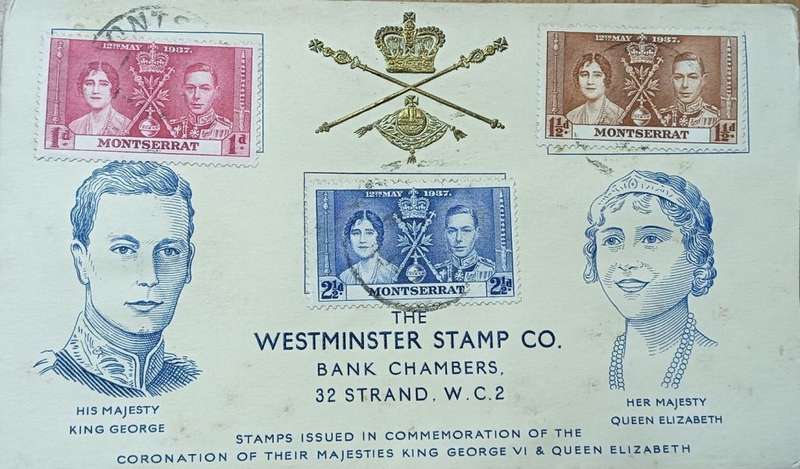 MONTS
12TH MAY 1937.
1d. 1d.
MONTSERRAT
12TH MAY 1937.
1½d. 1½d.
MONTSERRAT
12TH MAY 1937.
2½d 2½d
MONTSERRAT
THE
WESTMINSTER STAMP CO.
BANK CHAMBERS,
32 STRAND, W.C.2
HIS MAJESTY
KING GEORGE
HER MAJESTY
QUEEN ELIZABETH
STAMPS ISSUED IN COMMEMORATION OF THE
CORONATION OF THEIR MAJESTIES KING GEORGE VI & QUEEN ELIZABETH